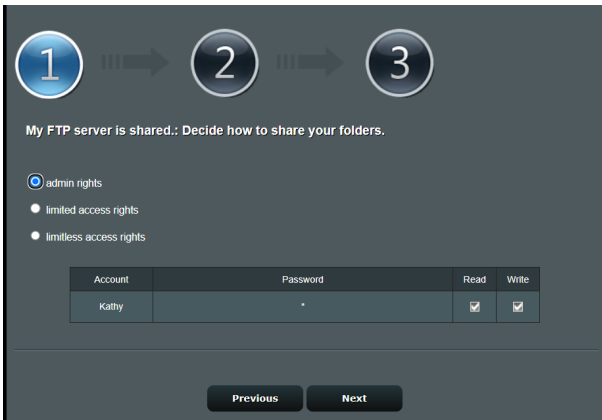 1 2 3
My FTP server is shared.: Decide how to share your folders.
admin rights
limited access rights
limitless access rights
Account Password Read Write
Kathy *
Previous Next